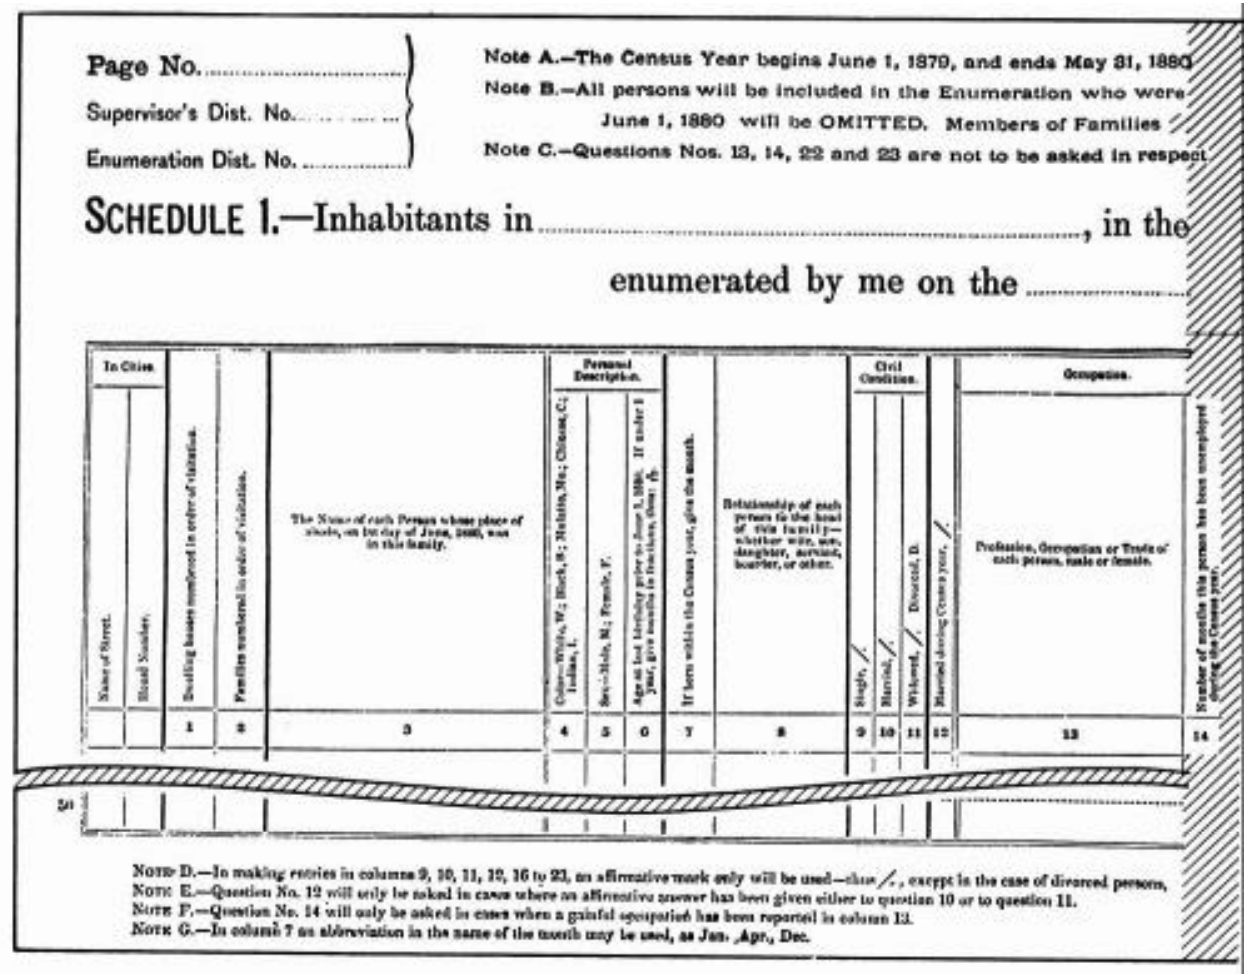 Page No.
Supervisor's Dist. No.
Enumeration Dist. No.
Note A.—The Census Year begins June 1, 1879, and ends May 31, 1880
Note B.—All persons will be included in the Enumeration who were
June 1, 1880 will be OMITTED. Members of Families
Note C.—Questions Nos. 13, 14, 22 and 23 are not to be asked in respect
SCHEDULE 1.—Inhabitants in , in the
enumerated by me on the
In Cities.
Name of Street.
House Number.
Dwelling houses numbered in order of visitation.
Families numbered in order of visitation.
The Name of each Person whose place of
abode, on 1st day of June, 1880, was
in this family.
Personal
Description.
Color—White, W.; Black, B.; Mulatto, Mu.; Chinese, C.;
Indian, I.
Sex—Male, M.; Female, F.
Age at last birthday prior to June 1, 1880. If under 1
year, give months in fractions, thus:
If born within the Census year, give the month.
Relationship of each
person to the head
of this family—
whether wife, son,
daughter, servant,
boarder, or other.
Civil
Condition.
Single, /.
Married, /.
Widowed, /. Divorced, D.
Married during Census year, /.
Occupation.
Profession, Occupation or Trade of
each person, male or female.
Number of months this person has been unemployed
during the Census year.
1 2 3 4 5 6 7 8 9 10 11 12 13 14
50
NOTE D.—In making entries in columns 9, 10, 11, 12, 16 to 23, an affirmative mark only will be used—thus /, except in the case of divorced persons,
NOTE E.—Question No. 12 will only be asked in cases where an affirmative answer has been given either to question 10 or to question 11.
NOTE F.—Question No. 14 will only be asked in cases when a gainful occupation has been reported in column 13.
NOTE G.—In column 7 an abbreviation in the name of the month may be used, as Jan., Apr., Dec.